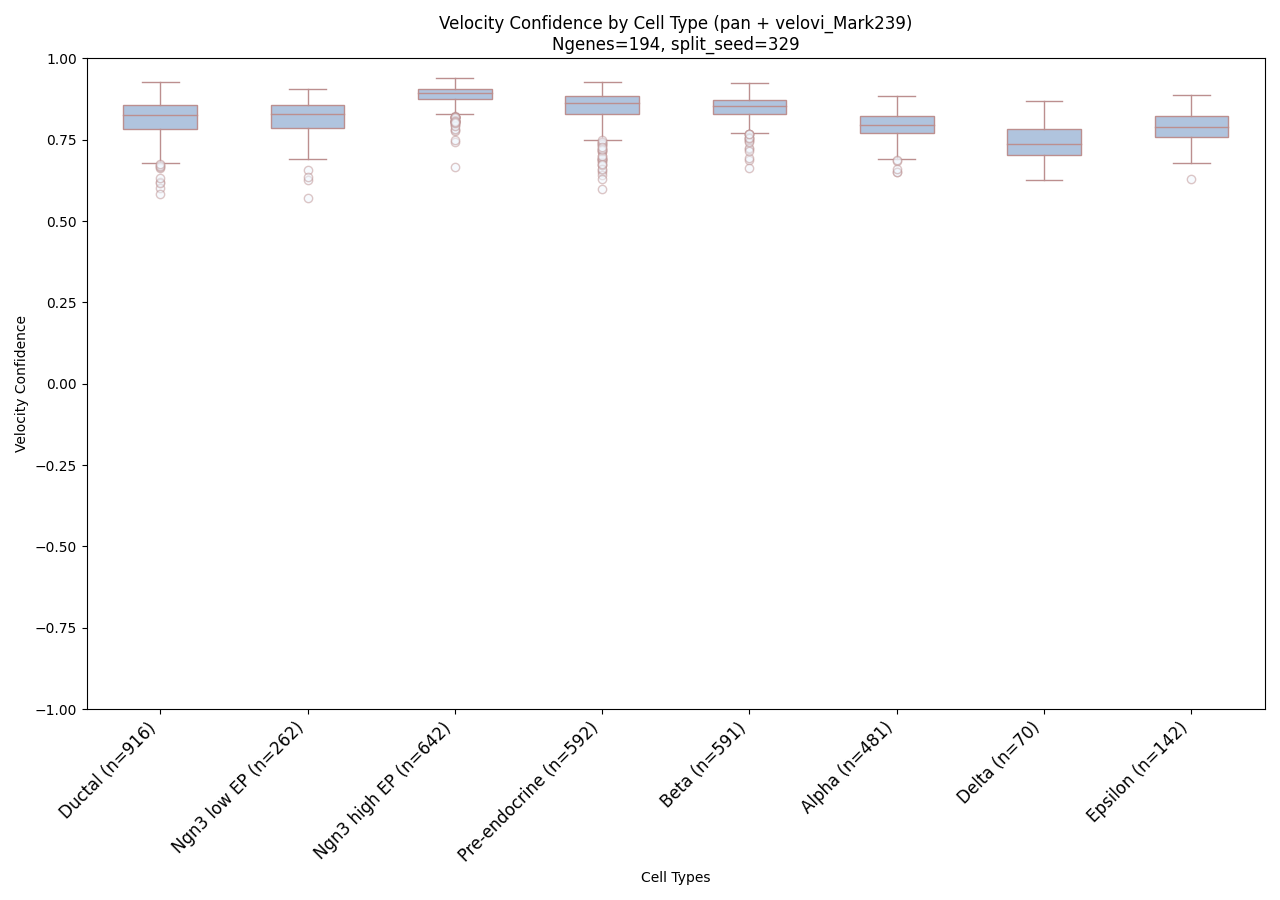 Velocity Confidence by Cell Type (pan + velovi_Mark239)
Ngenes=194, split_seed=329
Velocity Confidence
1.00
0.75
0.50
0.25
0.00
−0.25
−0.50
−0.75
−1.00
Ductal (n=916)
Ngn3 low EP (n=262)
Ngn3 high EP (n=642)
Pre-endocrine (n=592)
Beta (n=591)
Alpha (n=481)
Delta (n=70)
Epsilon (n=142)
Cell Types